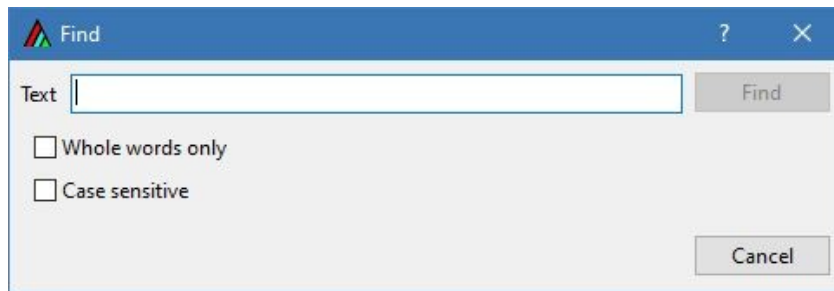 Find ?
Text Find
Whole words only
Case sensitive
Cancel